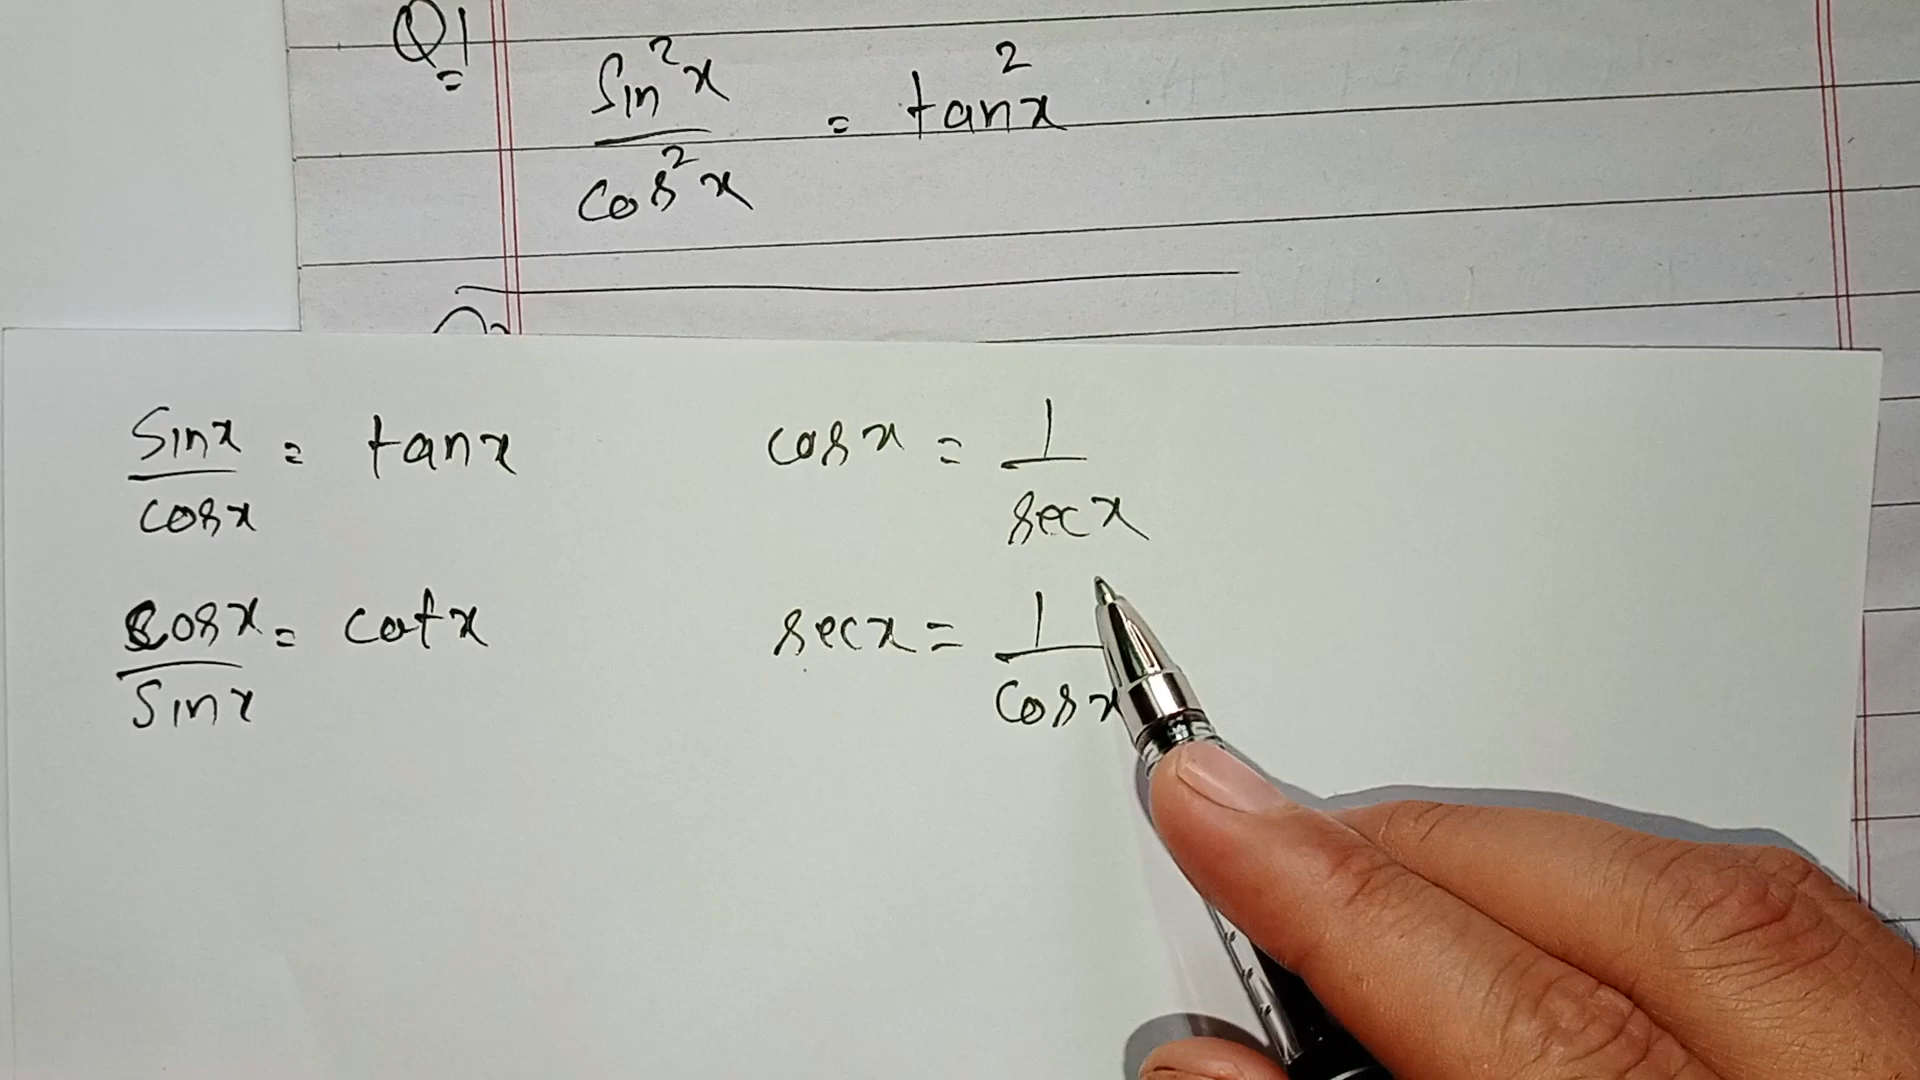 Q1
sin²x / cos²x = tan²x
sinx / cosx = tanx
cosx = 1 / secx
cosx / sinx = cotx
secx = 1 / cosx